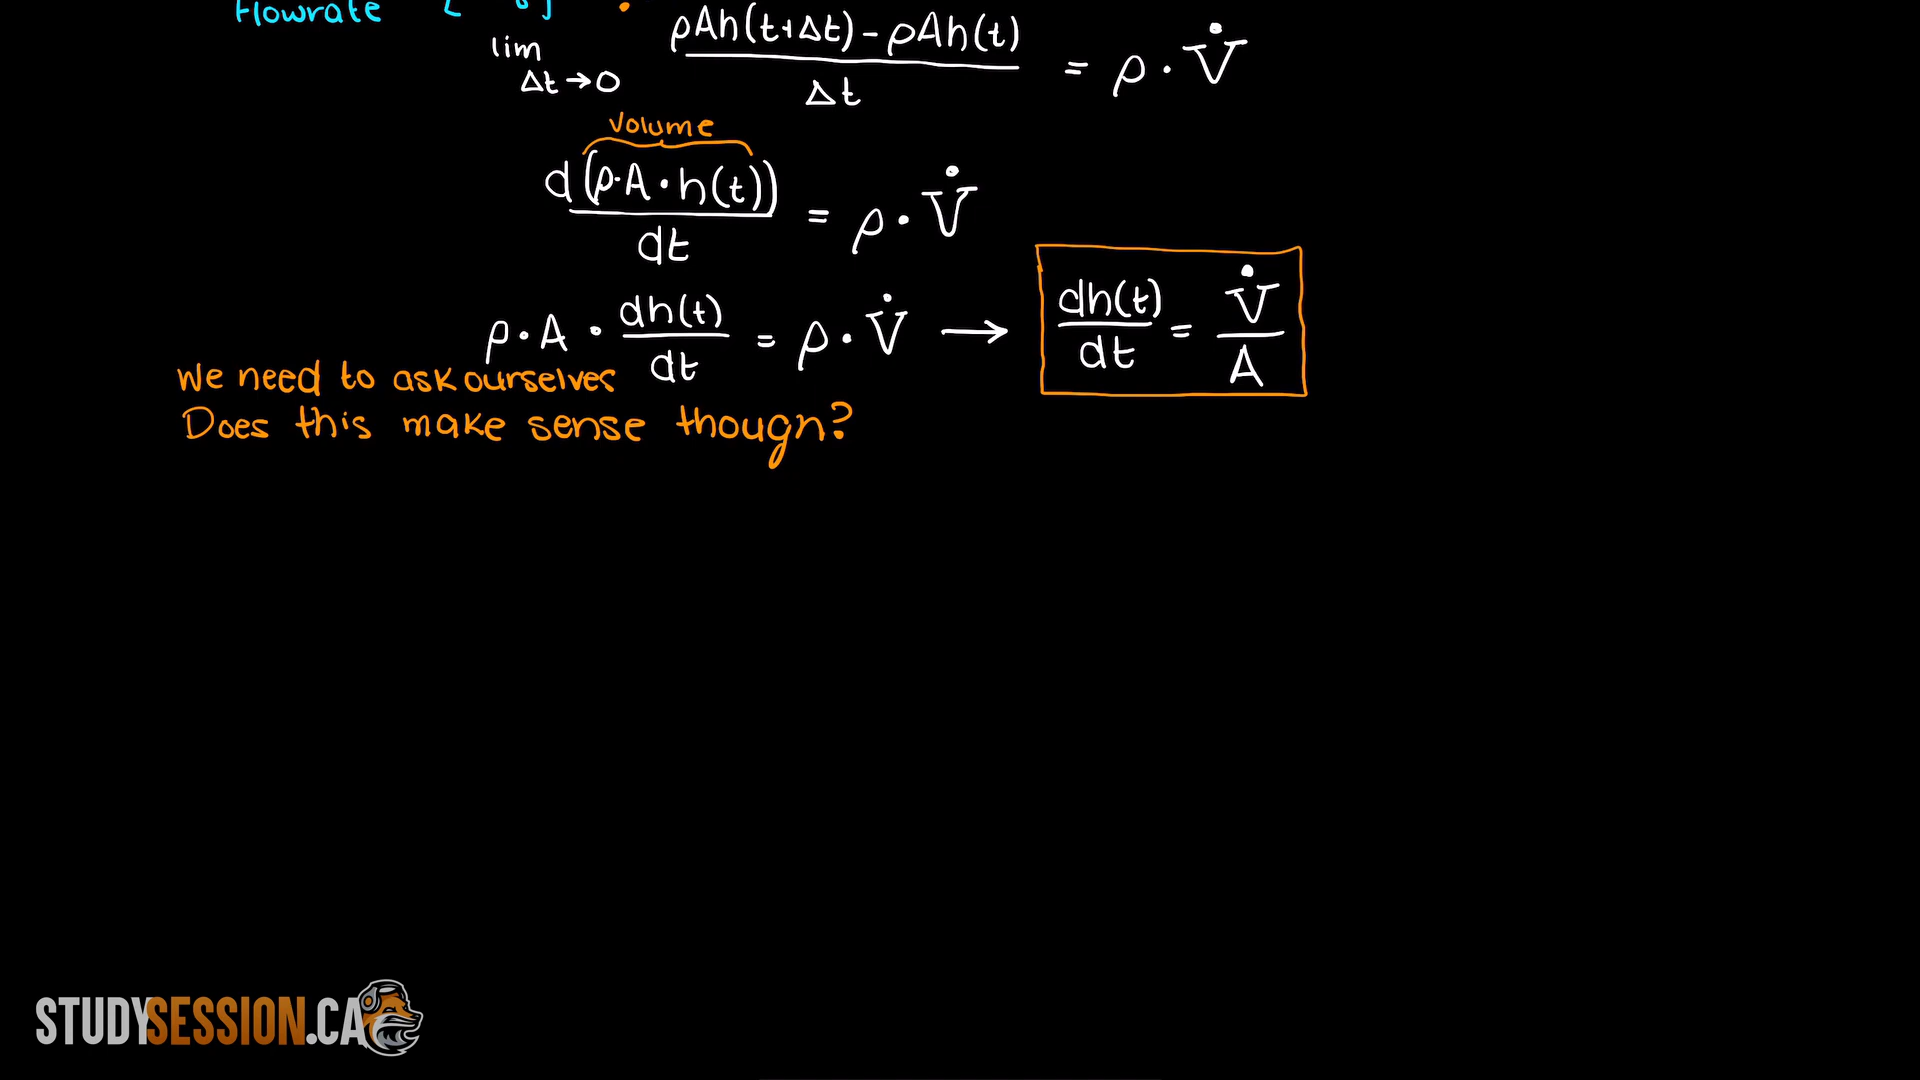 flowrate
lim Δt→0 ρAh(t+Δt) - ρAh(t) / Δt = ρ · V̇
volume
d(ρ·A·h(t)) / dt = ρ · V̇
ρ·A · dh(t) / dt = ρ · V̇ → dh(t) / dt = V̇ / A
We need to ask ourselves
Does this make sense thougn?
STUDYSESSION.CA